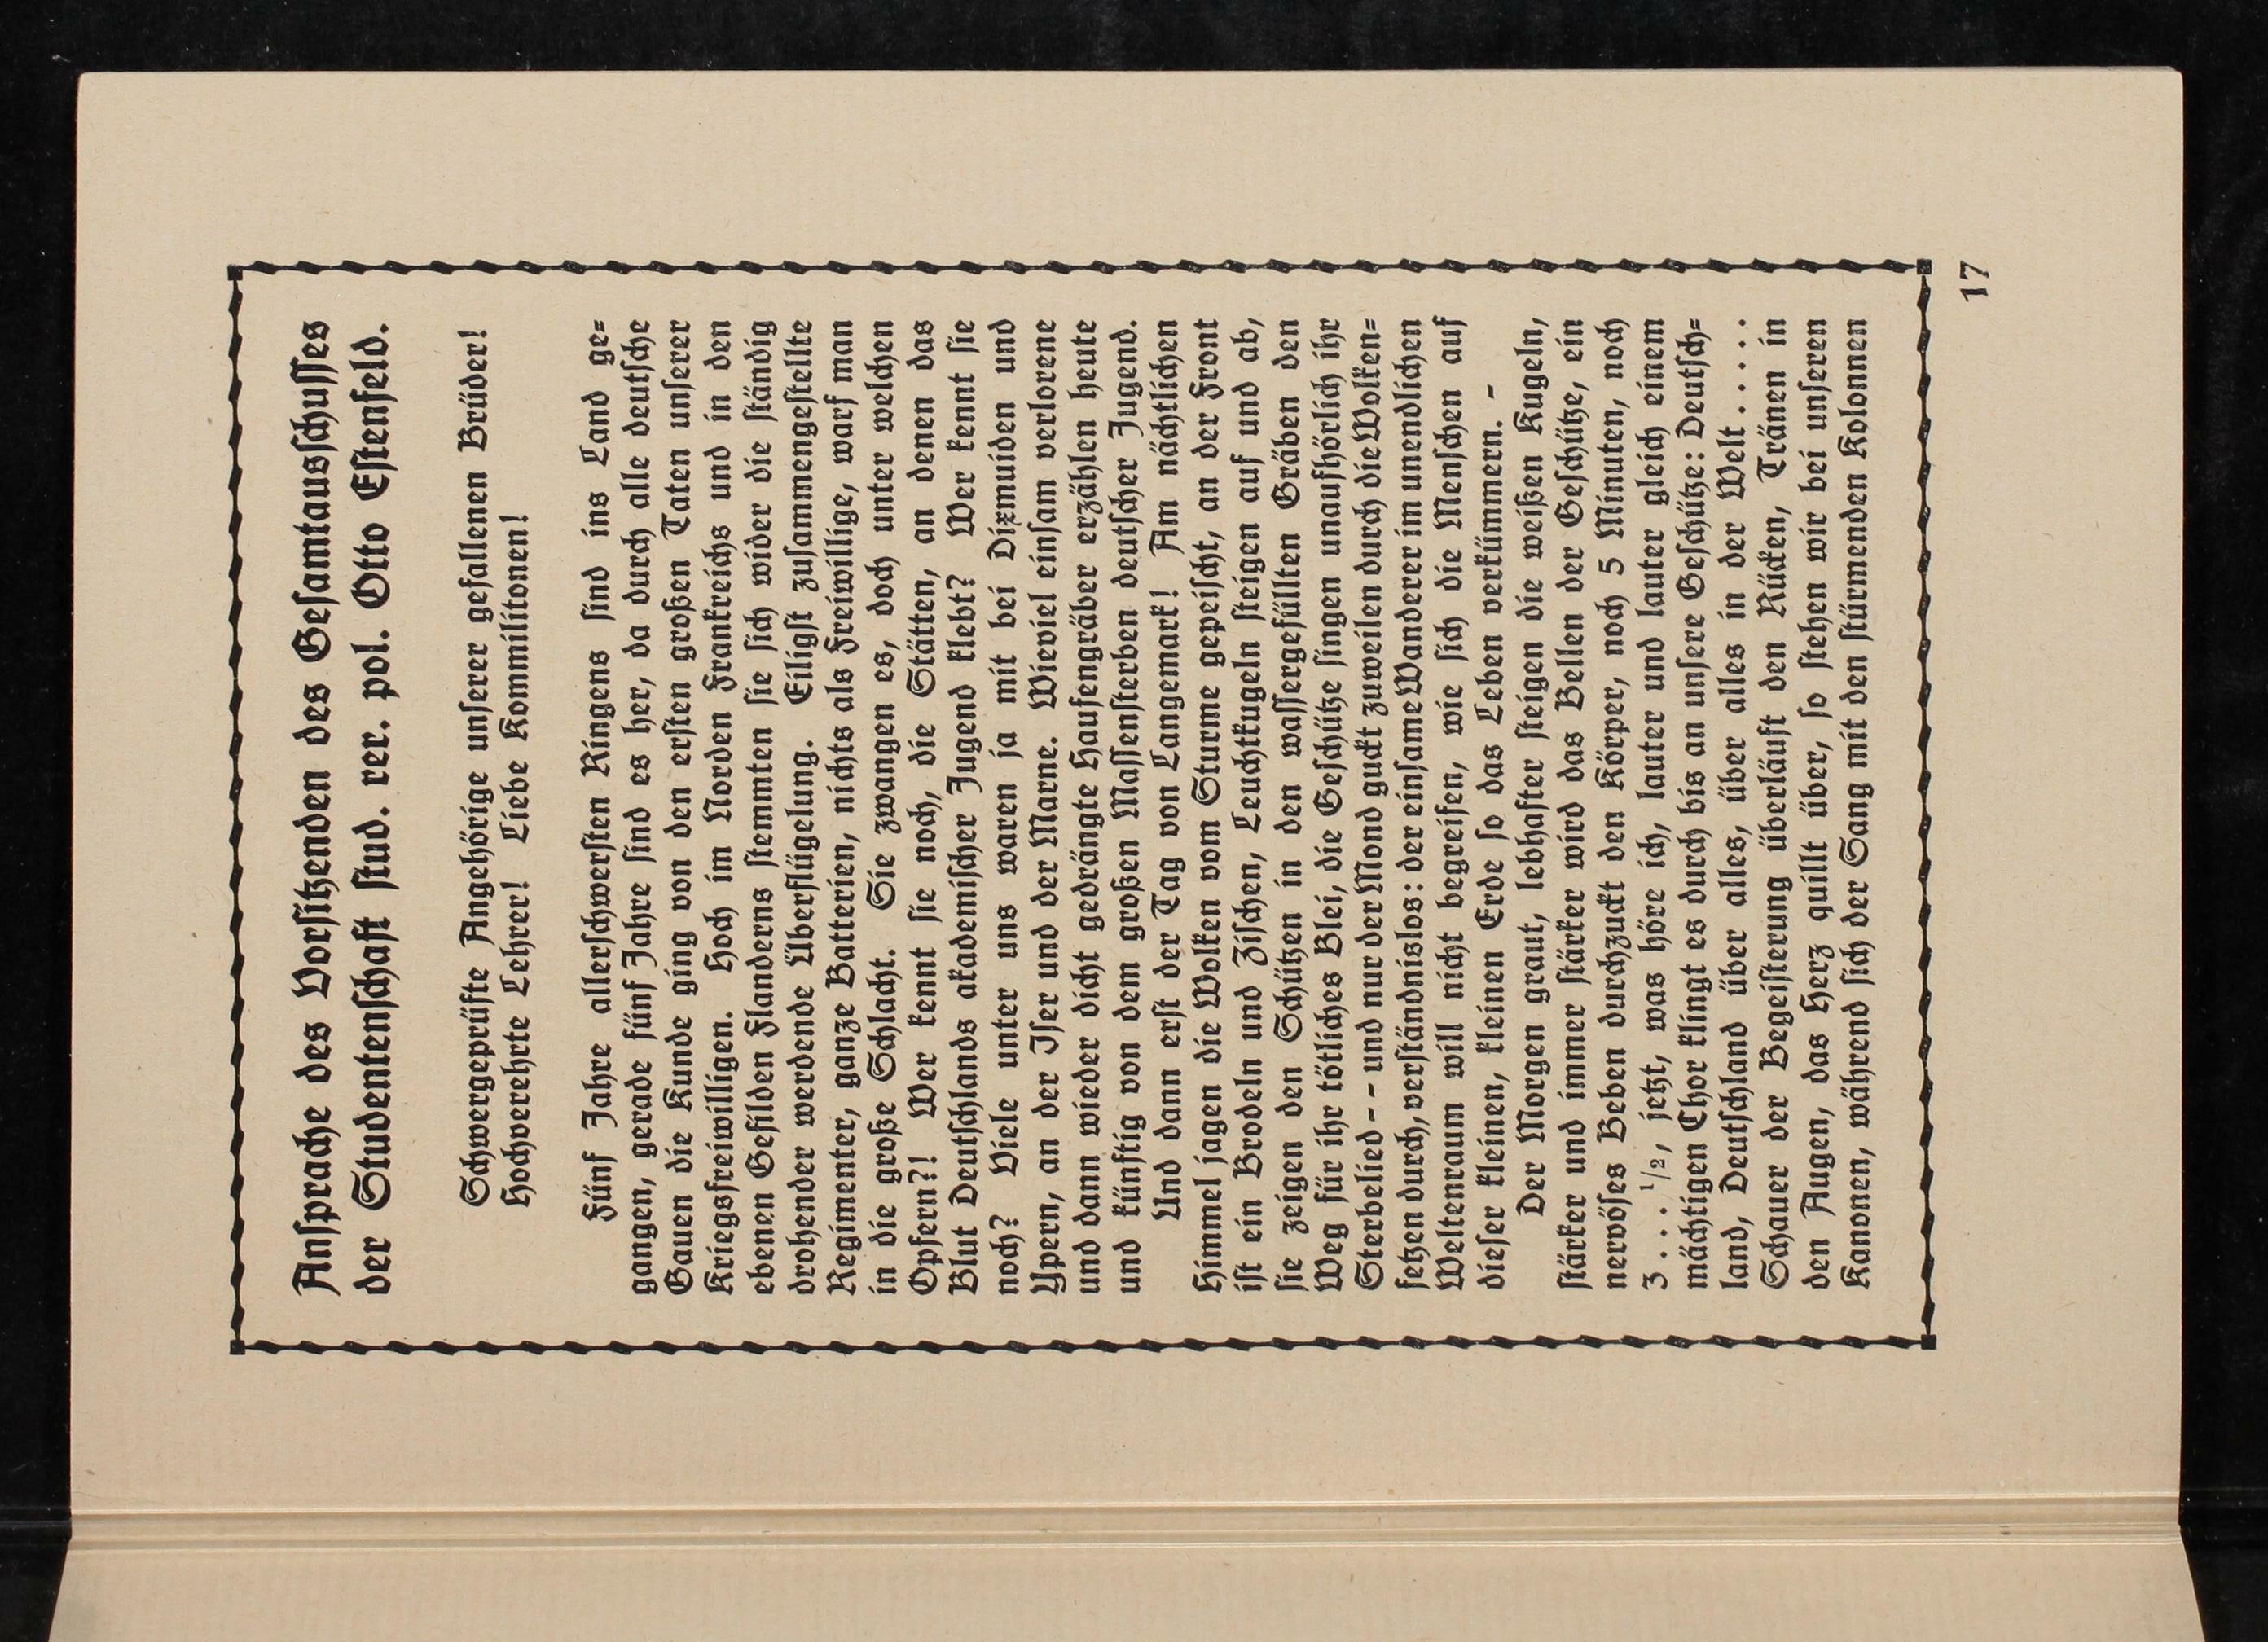 Ansprache des Vorsitzenden des Gesamtausschusses
der Studentenschaft stud. rer. pol. Otto Estenfeld.
Schwergeprüfte Angehörige unserer gefallenen Brüder!
Hochverehrte Lehrer! Liebe Kommilitonen!
Fünf Jahre allerschwersten Ringens sind ins Land ge-
gangen, gerade fünf Jahre sind es her, da durch alle deutsche
Gauen die Kunde ging von den ersten großen Taten unserer
Kriegsfreiwilligen. Hoch im Norden Frankreichs und in den
ebenen Gefilden Flanderns stemmten sie sich wider die ständig
drohender werdende Überflügelung. Eiligst zusammengestellte
Regimenter, ganze Batterien, nichts als Freiwillige, warf man
in die große Schlacht. Sie zwangen es, doch unter welchen
Opfern?! Wer kennt sie noch, die Stätten, an denen das
Blut Deutschlands akademischer Jugend klebt? Wer kennt sie
noch? Viele unter uns waren ja mit bei Dixmuiden und
Ypern, an der Iser und der Marne. Wieviel einsam verlorene
und dann wieder dicht gedrängte Haufengräber erzählen heute
und künftig von dem großen Massensterben deutscher Jugend.
Und dann erst der Tag von Langemark! Am nächtlichen
Himmel jagen die Wolken vom Sturme gepeischt, an der Front
ist ein Brodeln und Zischen, Leuchtkugeln steigen auf und ab,
sie zeigen den Schützen in den wassergefüllten Gräben den
Weg für ihr tötliches Blei, die Geschütze singen unaufhörlich ihr
Sterbelied - - und nur der Mond guckt zuweilen durch die Wolken-
fetzen durch, verständnislos: der einsame Wanderer im unendlichen
Weltenraum will nicht begreifen, wie sich die Menschen auf
dieser kleinen, kleinen Erde so das Leben verkümmern. -
Der Morgen graut, lebhafter steigen die weißen Kugeln,
stärker und immer stärker wird das Bellen der Geschütze, ein
nervöses Beben durchzuckt den Körper, noch 5 Minuten, noch
3 . . . 1/2, jetzt, was höre ich, lauter und lauter gleich einem
mächtigen Chor klingt es durch bis an unsere Geschütze: Deutsch-
land, Deutschland über alles, über alles in der Welt . . . . .
Schauer der Begeisterung überläuft den Rücken, Tränen in
den Augen, das Herz quillt über, so stehen wir bei unseren
Kanonen, während sich der Sang mit den stürmenden Kolonnen
17